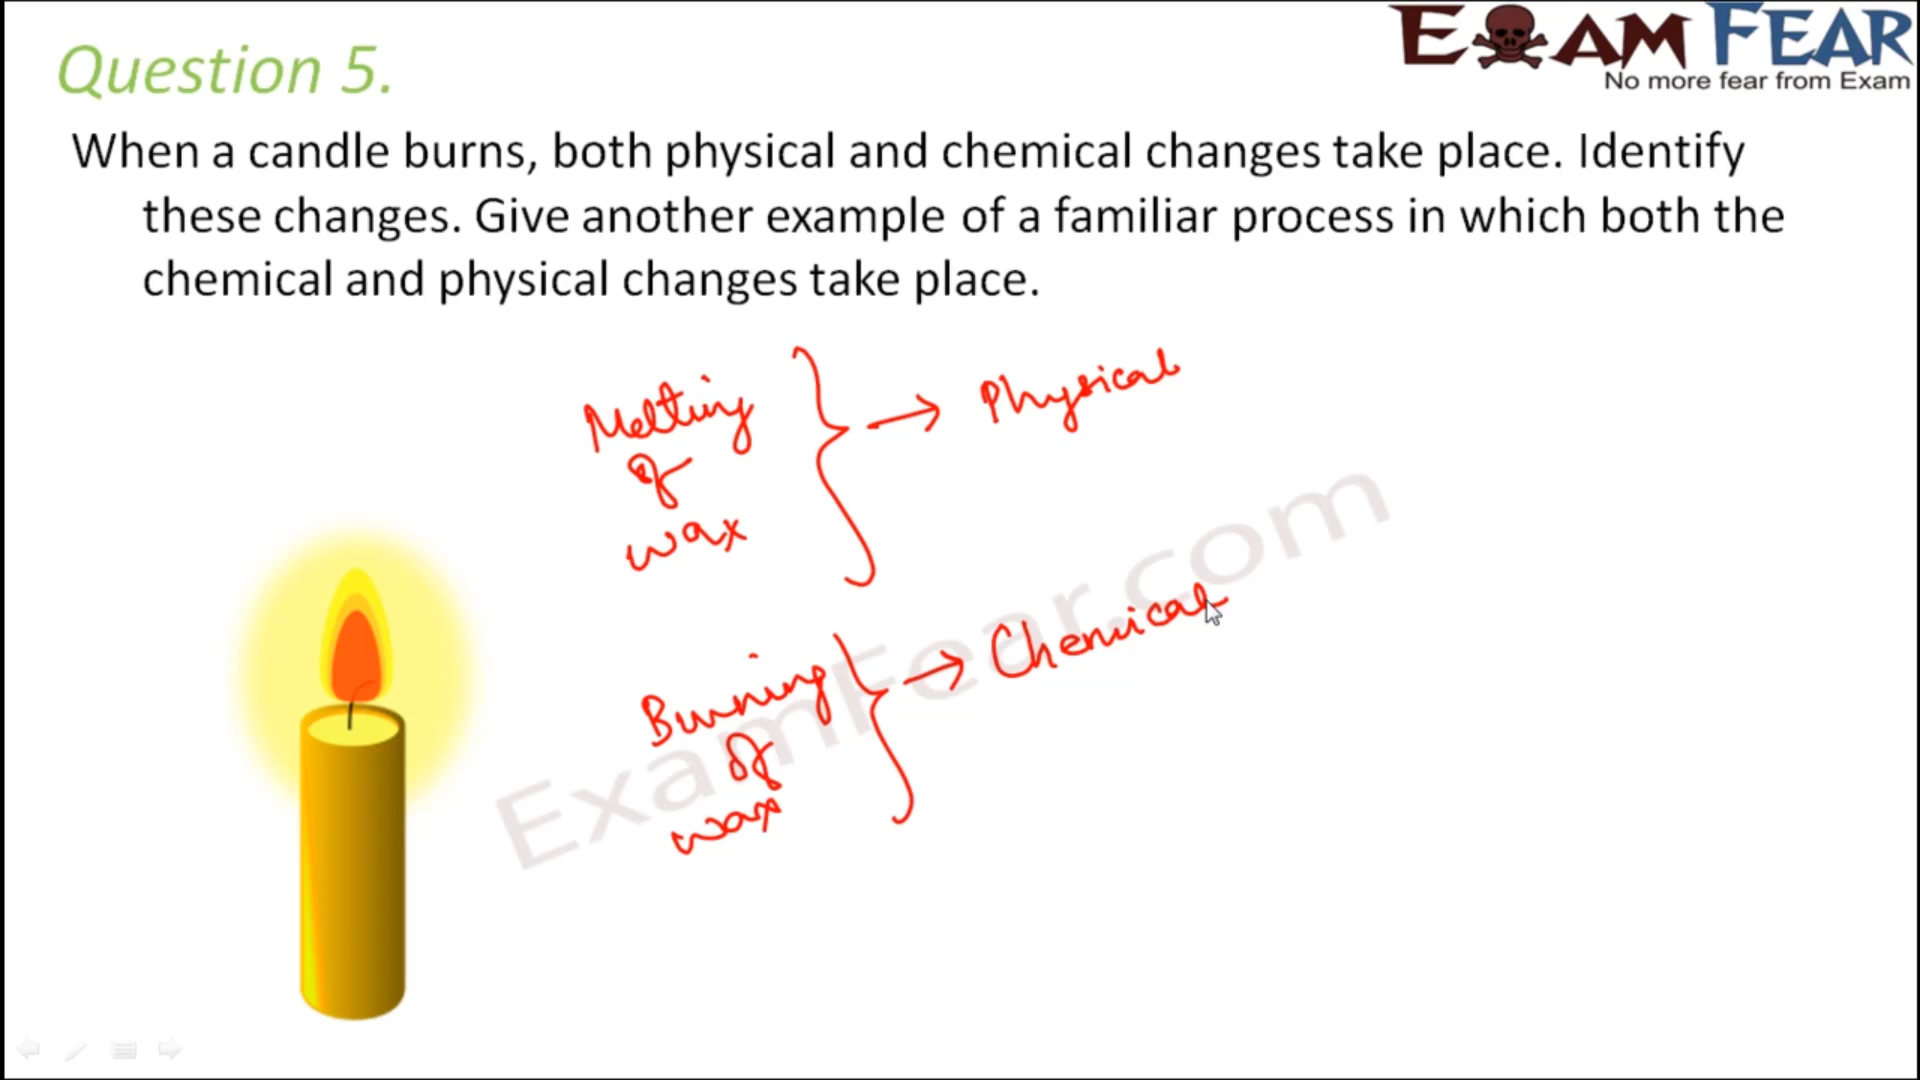 Question 5.
EXAM FEAR
No more fear from Exam
When a candle burns, both physical and chemical changes take place. Identify
these changes. Give another example of a familiar process in which both the
chemical and physical changes take place.
Melting
of
wax
→ Physical
Burning
of
wax
→ Chemical
ExamFear.com